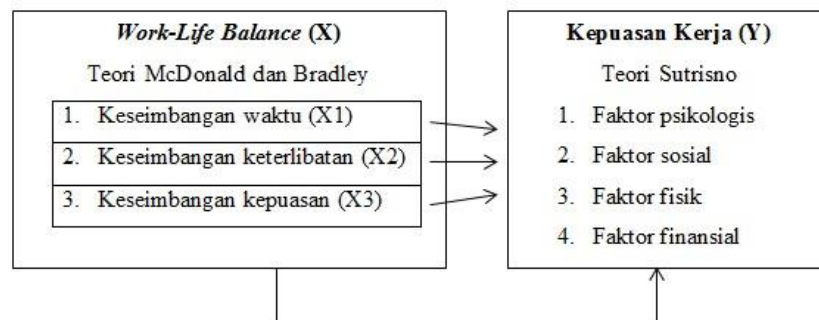 Work-Life Balance (X)
Teori McDonald dan Bradley
1. Keseimbangan waktu (X1)
2. Keseimbangan keterlibatan (X2)
3. Keseimbangan kepuasan (X3)
Kepuasan Kerja (Y)
Teori Sutrisno
1. Faktor psikologis
2. Faktor sosial
3. Faktor fisik
4. Faktor finansial